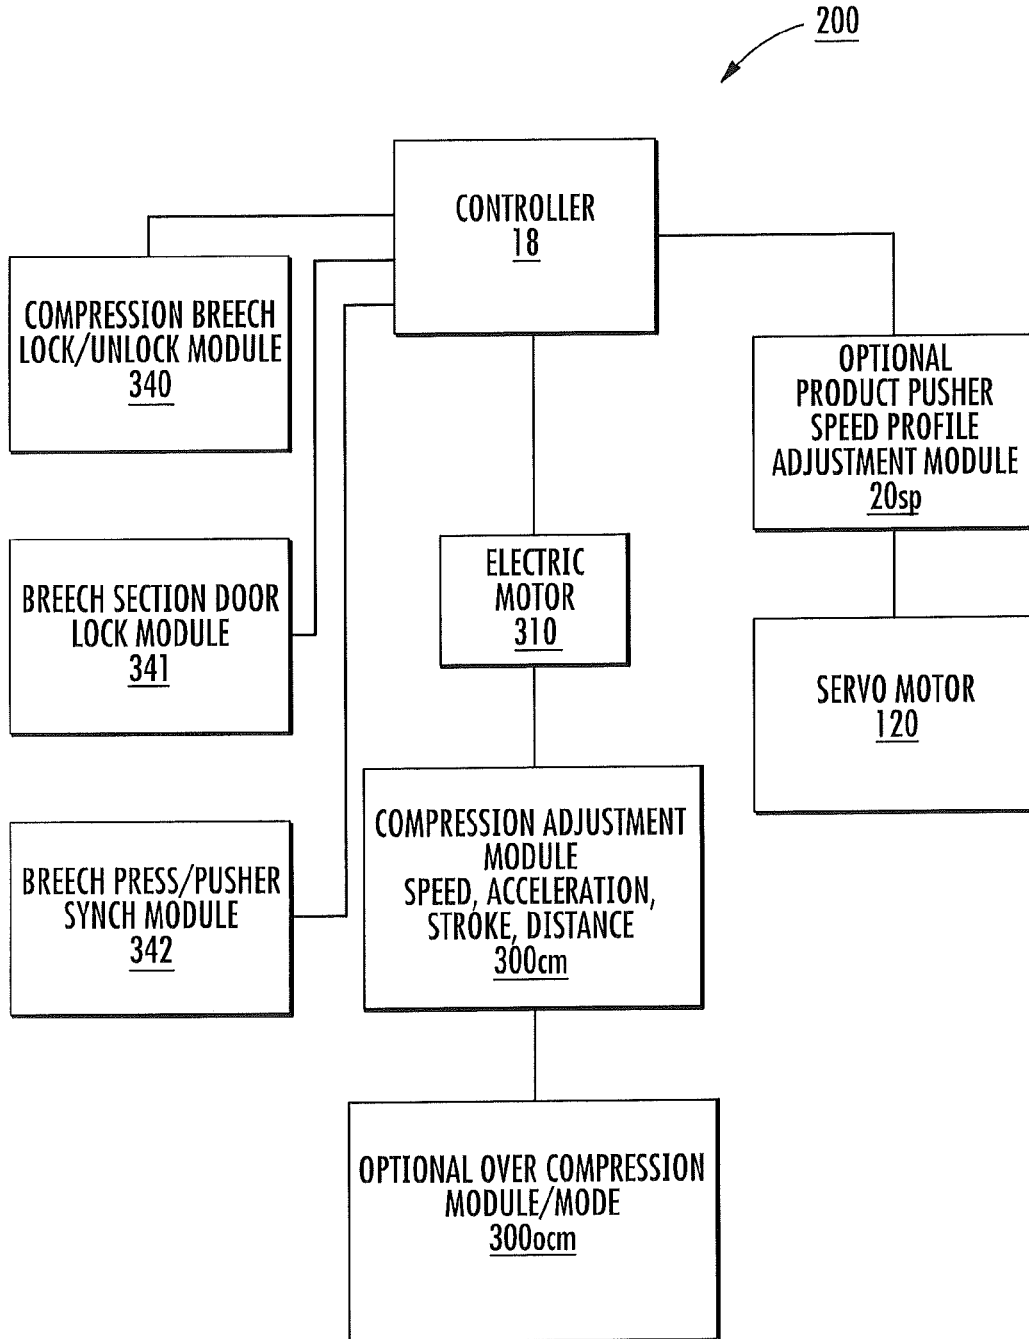 200
CONTROLLER
18
COMPRESSION BREECH
LOCK/UNLOCK MODULE
340
OPTIONAL
PRODUCT PUSHER
SPEED PROFILE
ADJUSTMENT MODULE
20sp
BREECH SECTION DOOR
LOCK MODULE
341
ELECTRIC
MOTOR
310
SERVO MOTOR
120
BREECH PRESS/PUSHER
SYNCH MODULE
342
COMPRESSION ADJUSTMENT
MODULE
SPEED, ACCELERATION,
STROKE, DISTANCE
300cm
OPTIONAL OVER COMPRESSION
MODULE/MODE
300ocm